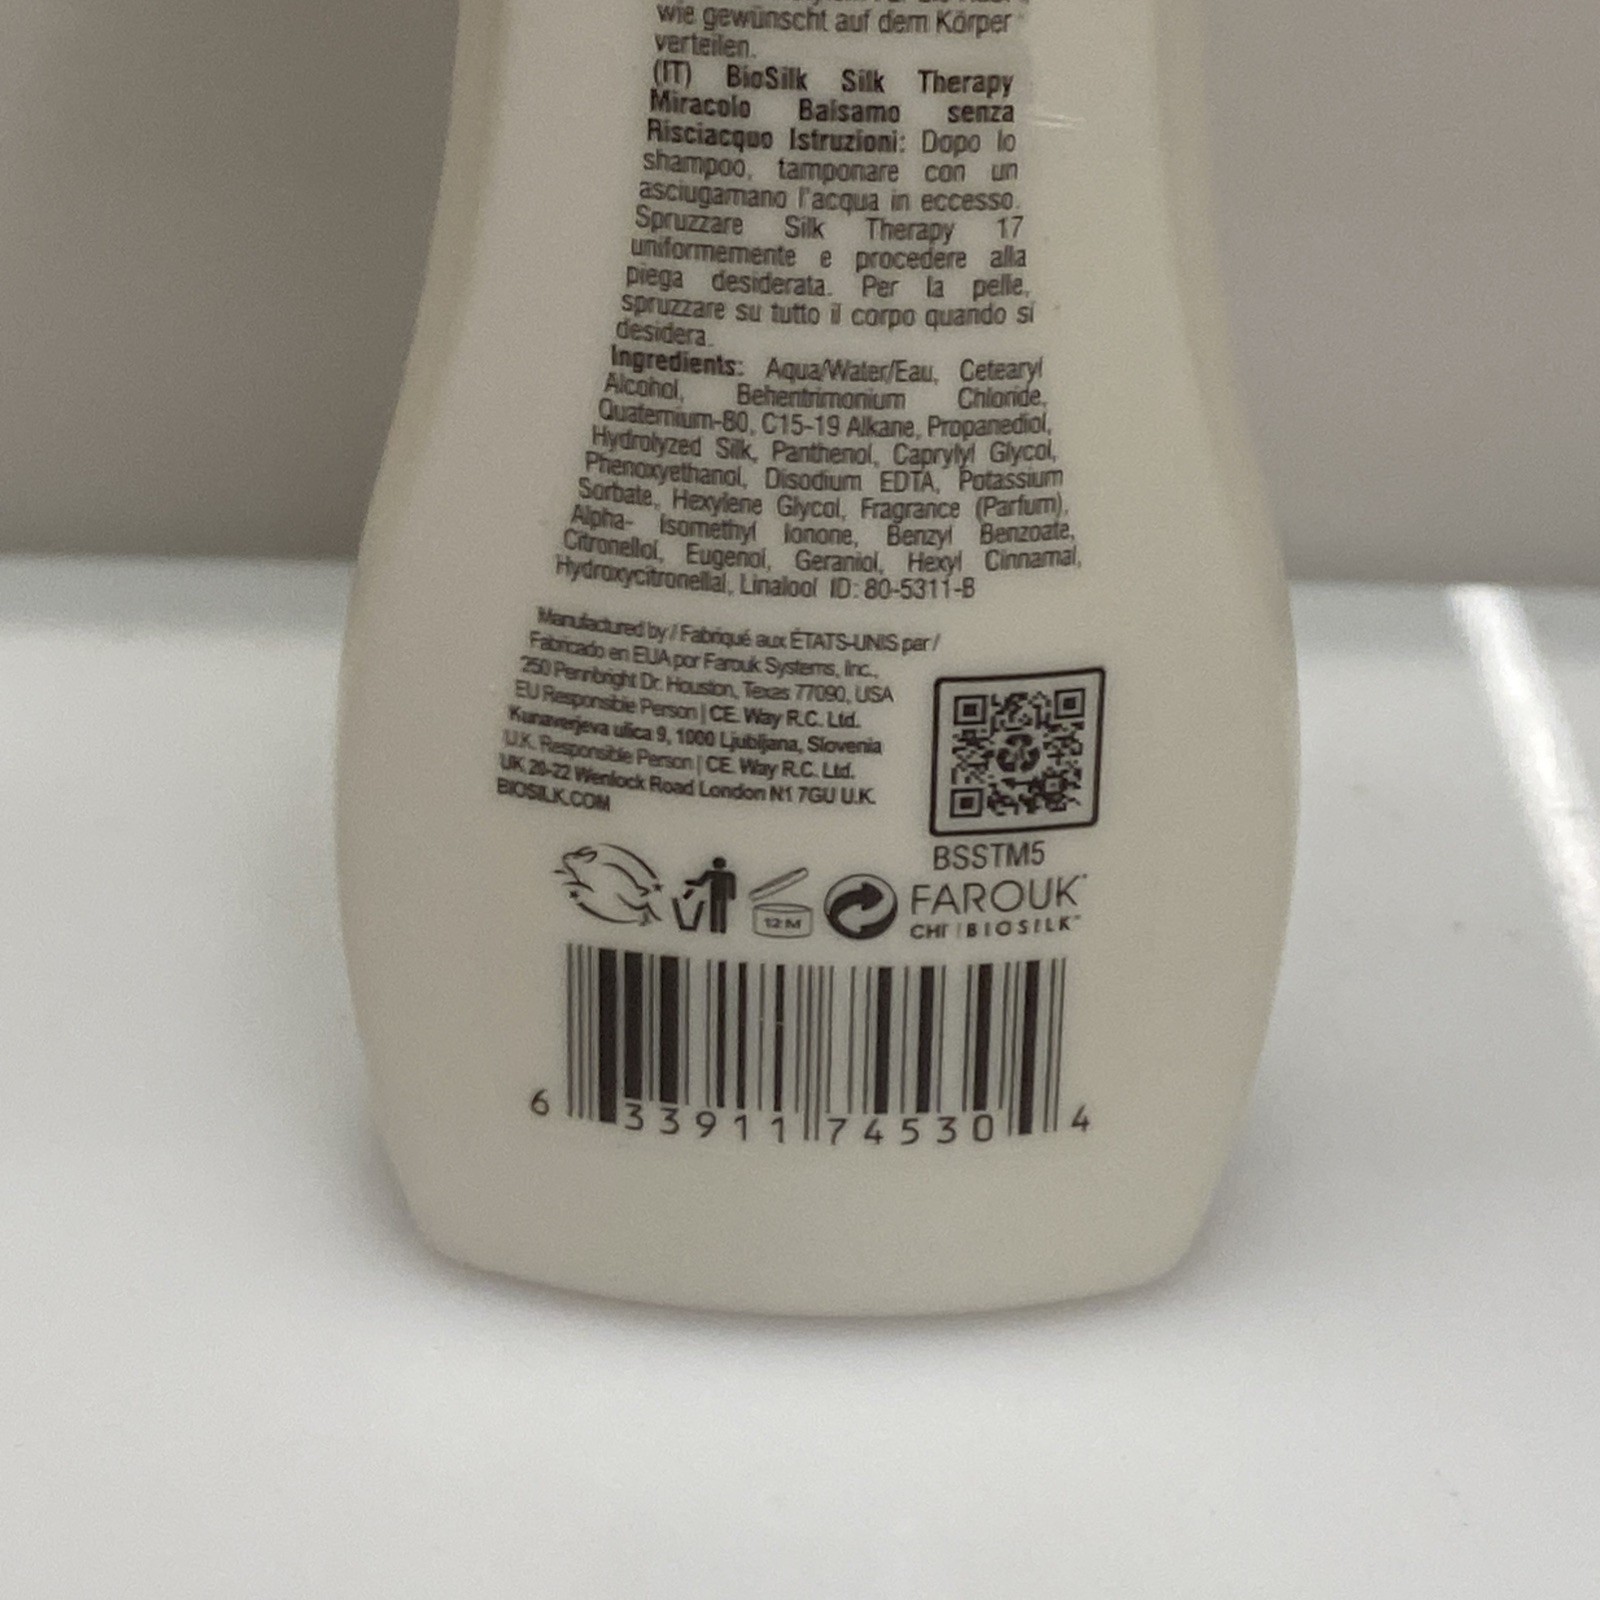 wie gewünscht auf dem Körper
verteilen.
(IT) BioSilk Silk Therapy
Miracolo Balsamo senza
Risciacquo Istruzioni: Dopo lo
shampoo, tamponare con un
asciugamano l'acqua in eccesso.
Spruzzare Silk Therapy 17
uniformemente e procedere alla
piega desiderata. Per la pelle,
spruzzare su tutto il corpo quando si
desidera.
Ingredients: Aqua/Water/Eau, Cetearyl
Alcohol, Behentrimonium Chloride,
Quaternium-80, C15-19 Alkane, Propanediol,
Hydrolyzed Silk, Panthenol, Caprylyl Glycol,
Phenoxyethanol, Disodium EDTA, Potassium
Sorbate, Hexylene Glycol, Fragrance (Parfum),
Alpha- Isomethyl Ionone, Benzyl Benzoate,
Citronellol, Eugenol, Geraniol, Hexyl Cinnamal,
Hydroxycitronellal, Linalool ID: 80-5311-B
Manufactured by / Fabriqué aux ÉTATS-UNIS par /
Fabricado en EUA por Farouk Systems, Inc.,
250 Pennbright Dr. Houston, Texas 77090, USA
EU Responsible Person | CE. Way R.C. Ltd.
Kunaverjeva ulica 9, 1000 Ljubljana, Slovenia
U.K. Responsible Person | CE. Way R.C. Ltd.
UK 20-22 Wenlock Road London N1 7GU U.K.
BIOSILK.COM
BSSTM5
12 M
FAROUK
CHI | BIOSILK
6 33911 74530 4